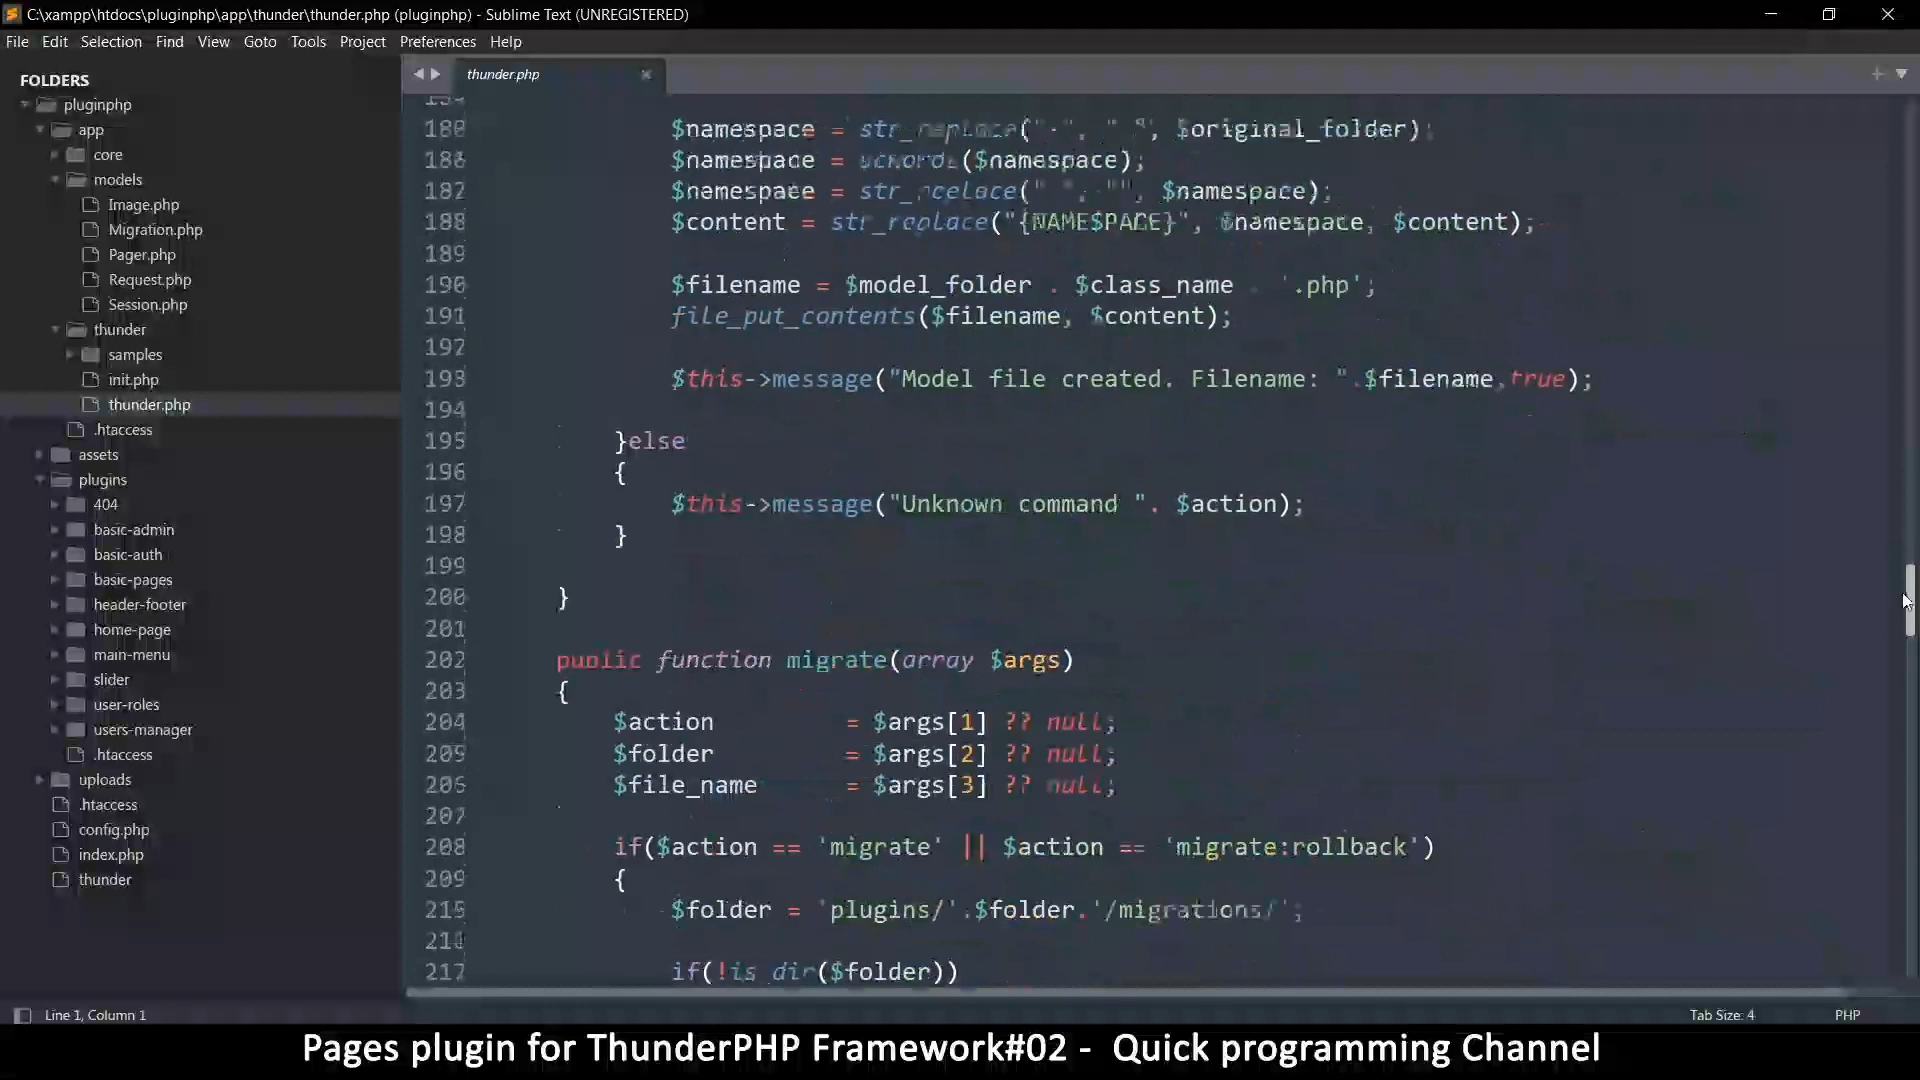 C:\xampp\htdocs\pluginphp\app\thunder\thunder.php (pluginphp) - Sublime Text (UNREGISTERED)
File Edit Selection Find View Goto Tools Project Preferences Help
FOLDERS
pluginphp
app
core
models
Image.php
Migration.php
Pager.php
Request.php
Session.php
thunder
samples
init.php
thunder.php
.htaccess
assets
plugins
404
basic-admin
basic-auth
basic-pages
header-footer
home-page
main-menu
slider
user-roles
users-manager
.htaccess
uploads
.htaccess
config.php
index.php
thunder
thunder.php
$namespace = $original_folder);
$namespace = ($namespace);
$namespace = $namespace);
188 $content = str_replace("{NAMESPACE}", $namespace, $content);
189
190 $filename = $model_folder . $class_name . '.php';
191 file_put_contents($filename, $content);
192
193 $this->message("Model file created. Filename: ".$filename,true);
194
195 }else
196 {
197 $this->message("Unknown command ". $action);
198 }
199
200 }
201
202 public function migrate(array $args)
203 {
204 $action = $args[1] ?? null;
$folder = $args[2] ?? null;
206 $file_name = $args[3] ?? null;
207
208 if($action == 'migrate' || $action == 'migrate:rollback')
209 {
$folder = 'plugins/'.$folder.'/migrations/';
if(!is_dir($folder))
Line 1, Column 1
Tab Size: 4
PHP
Pages plugin for ThunderPHP Framework#02 - Quick programming Channel